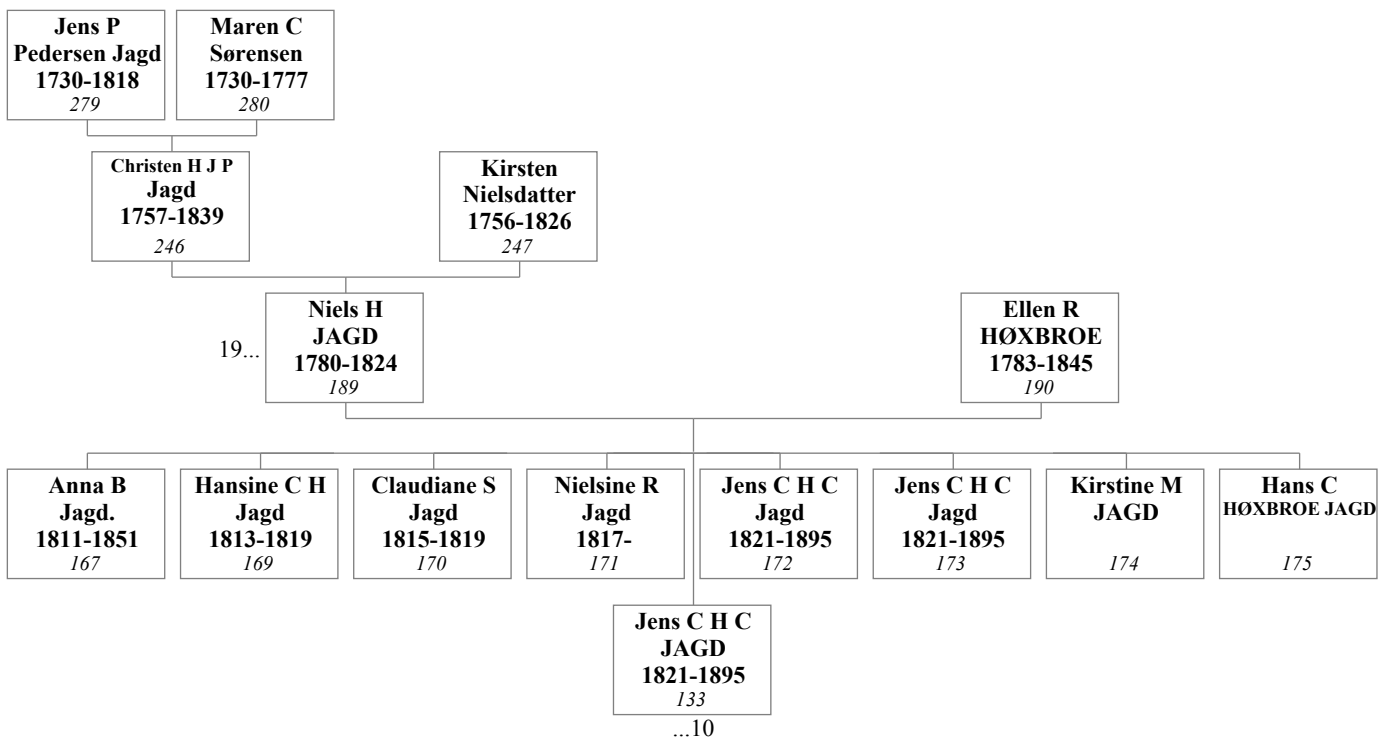 Jens P
Pedersen Jagd
1730-1818
279
Maren C
Sørensen
1730-1777
280
Christen H J P
Jagd
1757-1839
246
Kirsten
Nielsdatter
1756-1826
247
19...
Niels H
JAGD
1780-1824
189
Ellen R
HØXBROE
1783-1845
190
Anna B
Jagd.
1811-1851
167
Hansine C H
Jagd
1813-1819
169
Claudiane S
Jagd
1815-1819
170
Nielsine R
Jagd
1817-
171
Jens C H C
Jagd
1821-1895
172
Jens C H C
Jagd
1821-1895
173
Kirstine M
JAGD
174
Hans C
HØXBROE JAGD
175
Jens C H C
JAGD
1821-1895
133
...10